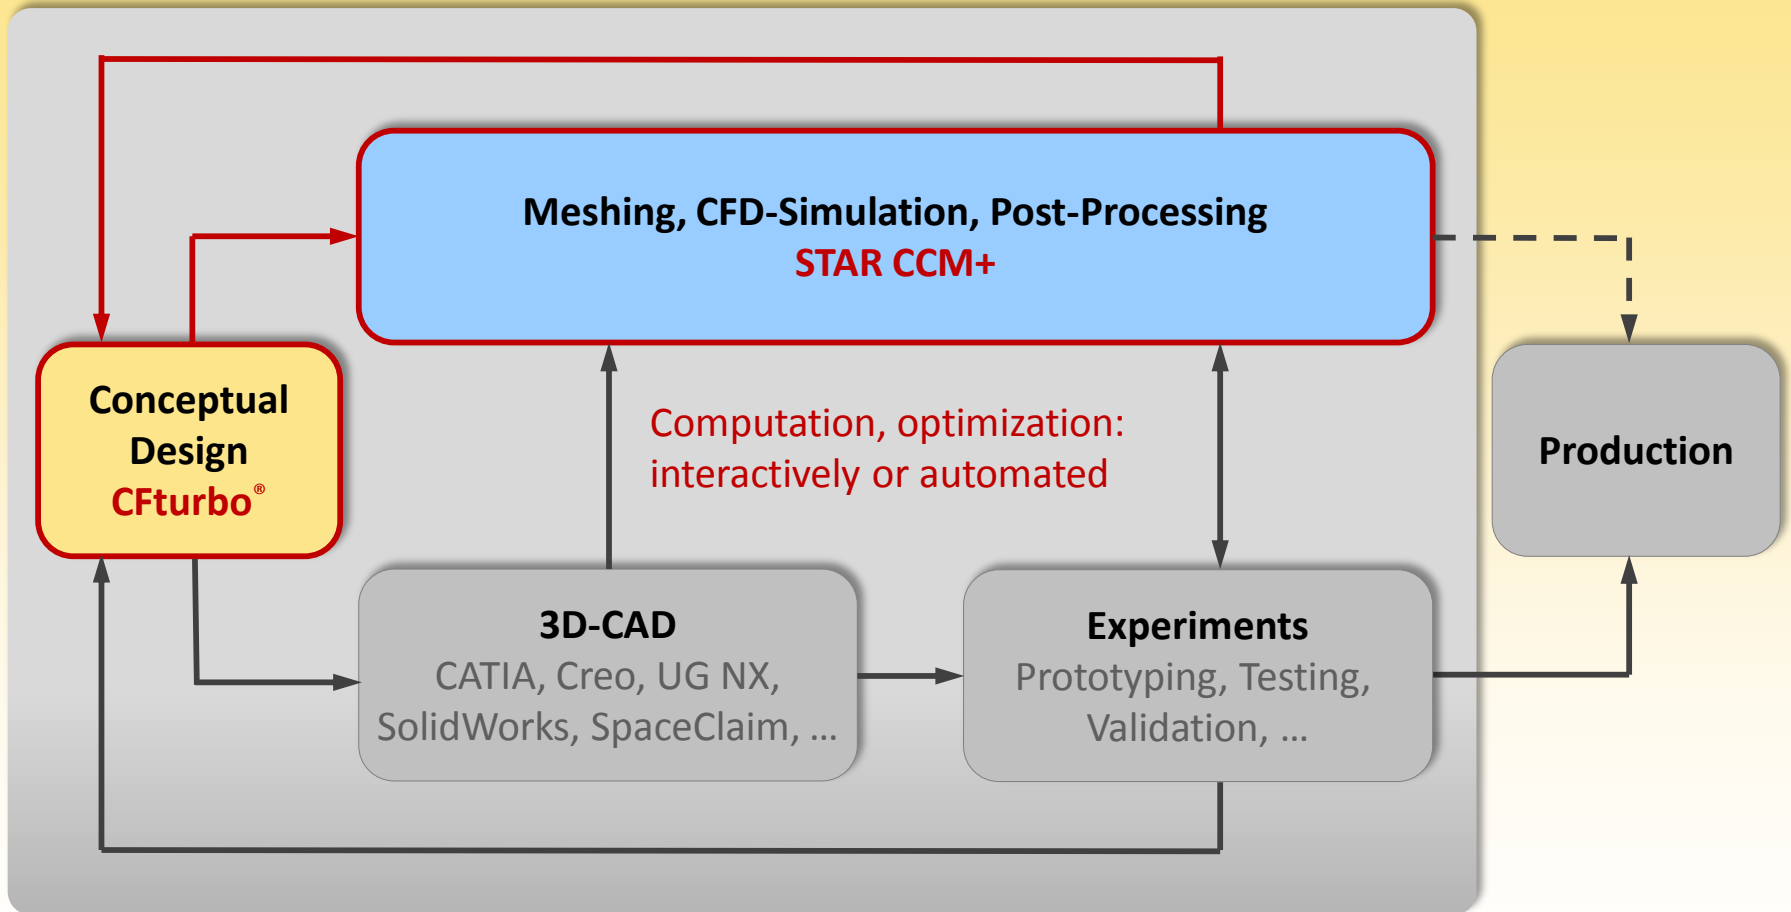 Meshing, CFD-Simulation, Post-Processing
STAR CCM+
Conceptual
Design
CFturbo®
Computation, optimization:
interactively or automated
Production
3D-CAD
CATIA, Creo, UG NX,
SolidWorks, SpaceClaim, ...
Experiments
Prototyping, Testing,
Validation, ...